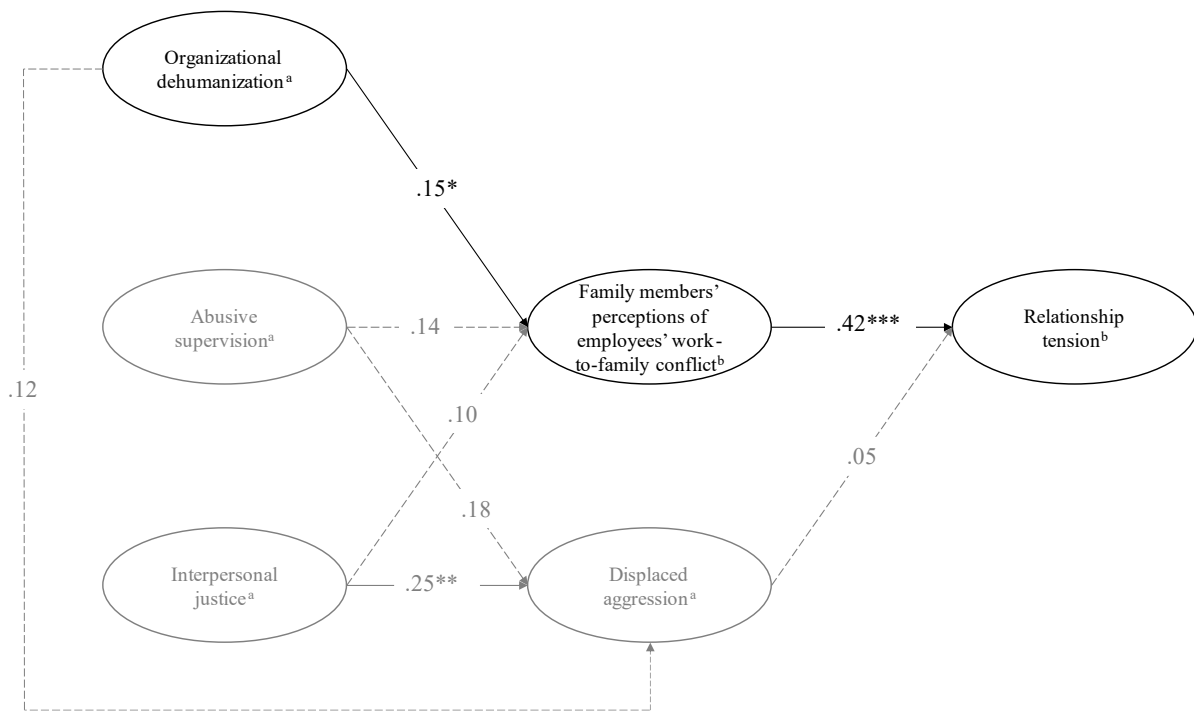 Organizational
dehumanization a
.15*
Abusive
supervision a
.14
Family members’
perceptions of
employees’ work-
to-family conflict b
.42***
Relationship
tension b
.12
.10
.05
.18
Interpersonal
justice a
.25**
Displaced
aggression a